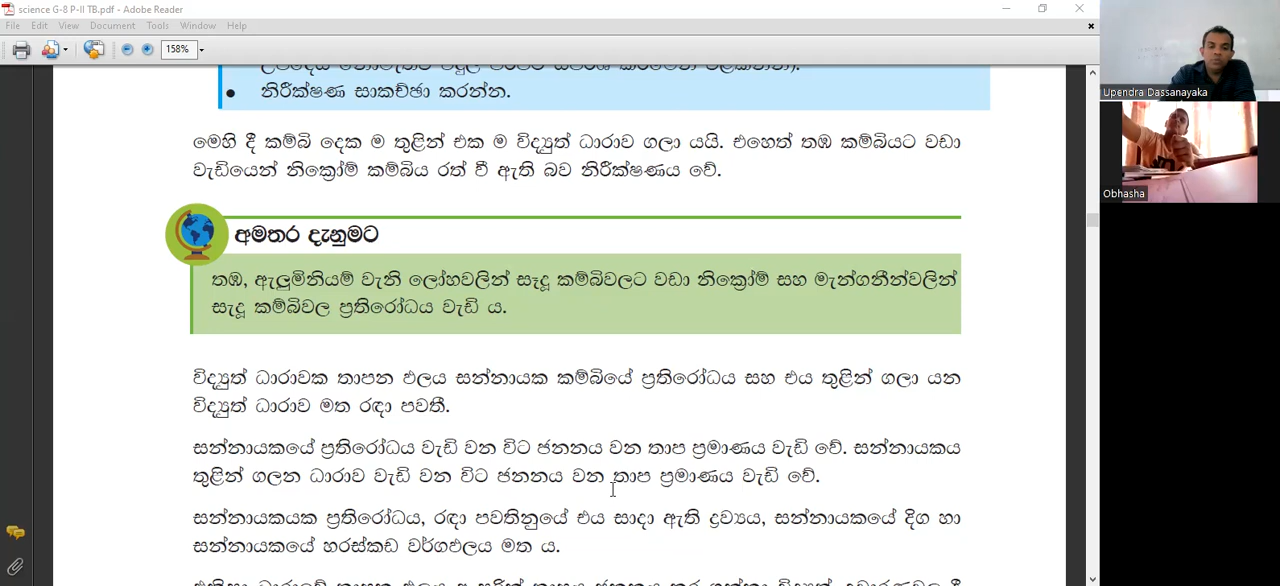 science G-8 P-II TB.pdf - Adobe Reader
File Edit View Document Tools Window Help
158%
නිරීක්ෂණ සාකච්ඡා කරන්න.
මෙහි දී කම්බි දෙක ම තුළින් එක ම විද්‍යුත් ධාරාව ගලා යයි. එහෙත් තඹ කම්බියට වඩා
වැඩියෙන් නික්‍රෝම් කම්බිය රත් වී ඇති බව නිරීක්ෂණය වේ.
අමතර දැනුමට
තඹ, ඇලුමිනියම් වැනි ලෝහවලින් සෑදූ කම්බිවලට වඩා නික්‍රෝම් සහ මැන්ගනීන්වලින්
සැදූ කම්බිවල ප්‍රතිරෝධය වැඩි ය.
විද්‍යුත් ධාරාවක තාපන ඵලය සන්නායක කම්බියේ ප්‍රතිරෝධය සහ එය තුළින් ගලා යන
විද්‍යුත් ධාරාව මත රඳා පවතී.
සන්නායකයේ ප්‍රතිරෝධය වැඩි වන විට ජනනය වන තාප ප්‍රමාණය වැඩි වේ. සන්නායකය
තුළින් ගලන ධාරාව වැඩි වන විට ජනනය වන තාප ප්‍රමාණය වැඩි වේ.
සන්නායකයක ප්‍රතිරෝධය, රඳා පවතිනුයේ එය සාදා ඇති ද්‍රව්‍යය, සන්නායකයේ දිග හා
සන්නායකයේ හරස්කඩ වර්ගඵලය මත ය.
Upendra Dassanayaka
Obhasha